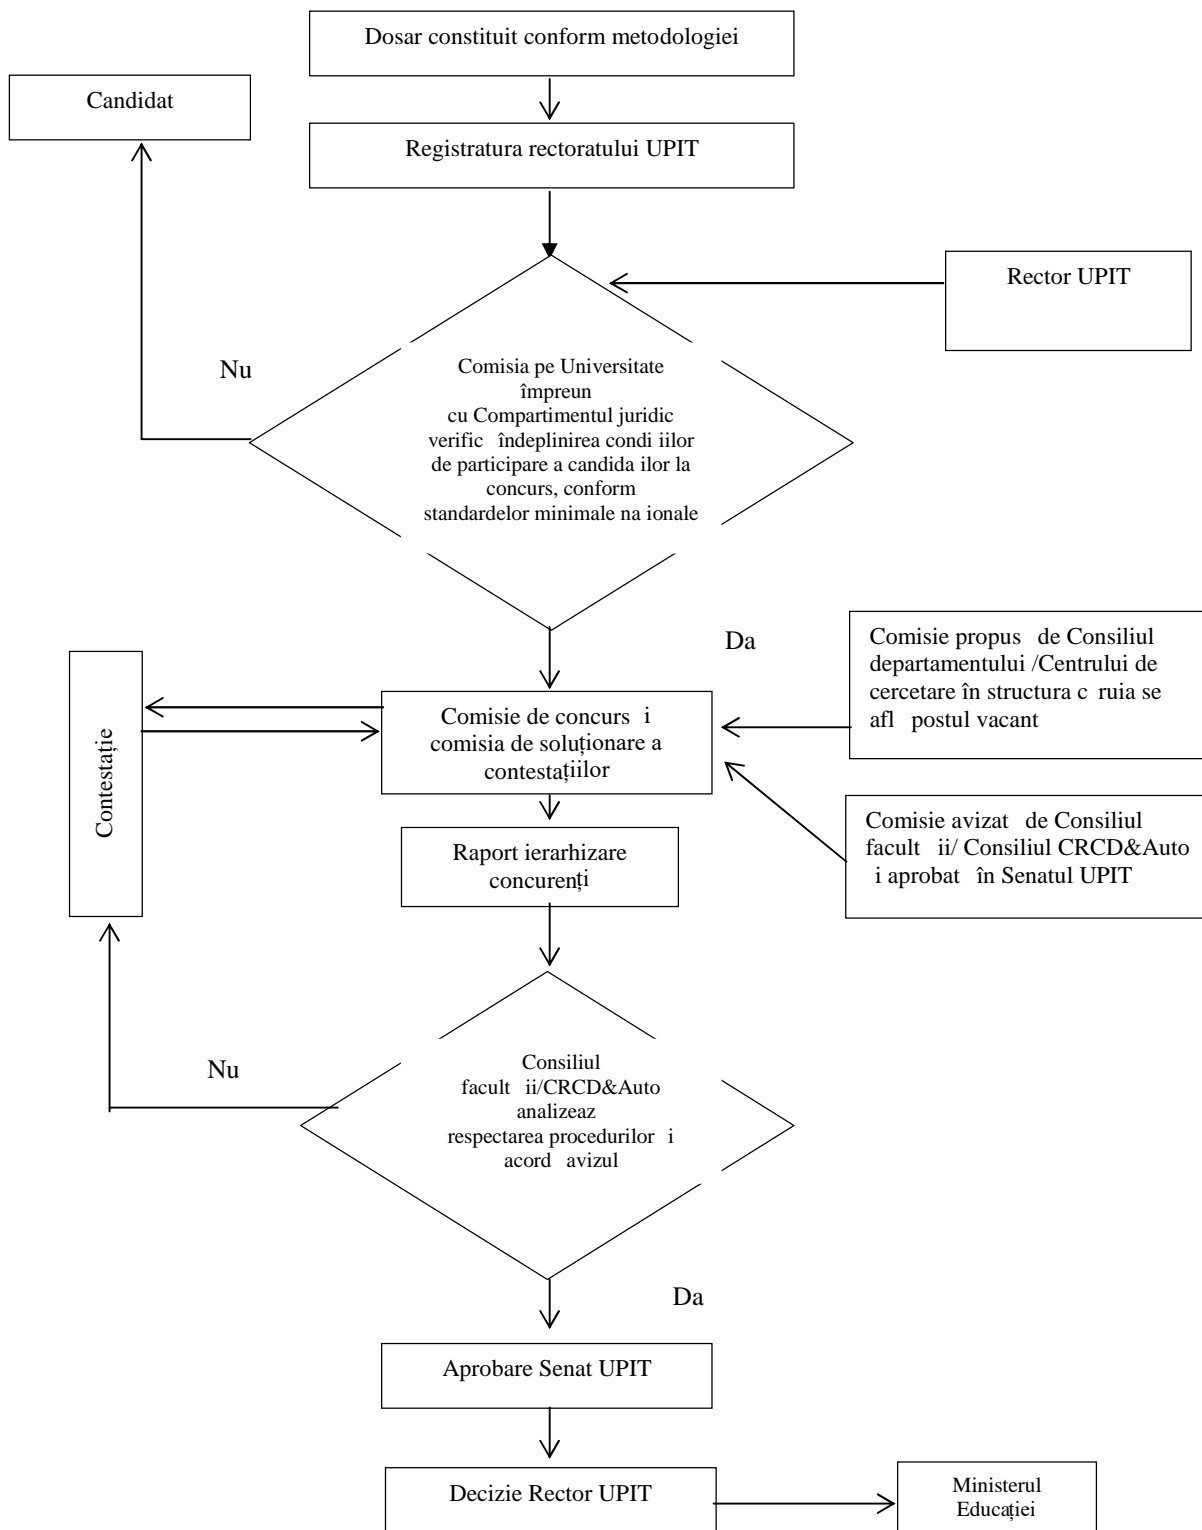 Dosar constituit conform metodologiei
Candidat
Registratura rectoratului UPIT
Rector UPIT
Nu
Comisia pe Universitate
împreun
cu Compartimentul juridic
verific îndeplinirea condi iilor
de participare a candida ilor la
concurs, conform
standardelor minimale na ionale
Da
Comisie propus de Consiliul
departamentului /Centrului de
cercetare în structura c ruia se
afl postul vacant
Contestație
Comisie de concurs i
comisia de soluționare a
contestațiilor
Comisie avizat de Consiliul
facult ii/ Consiliul CRCD&Auto
i aprobat în Senatul UPIT
Raport ierarhizare
concurenți
Nu
Consiliul
facult ii/CRCD&Auto
analizeaz
respectarea procedurilor i
acord avizul
Da
Aprobare Senat UPIT
Decizie Rector UPIT
Ministerul
Educației